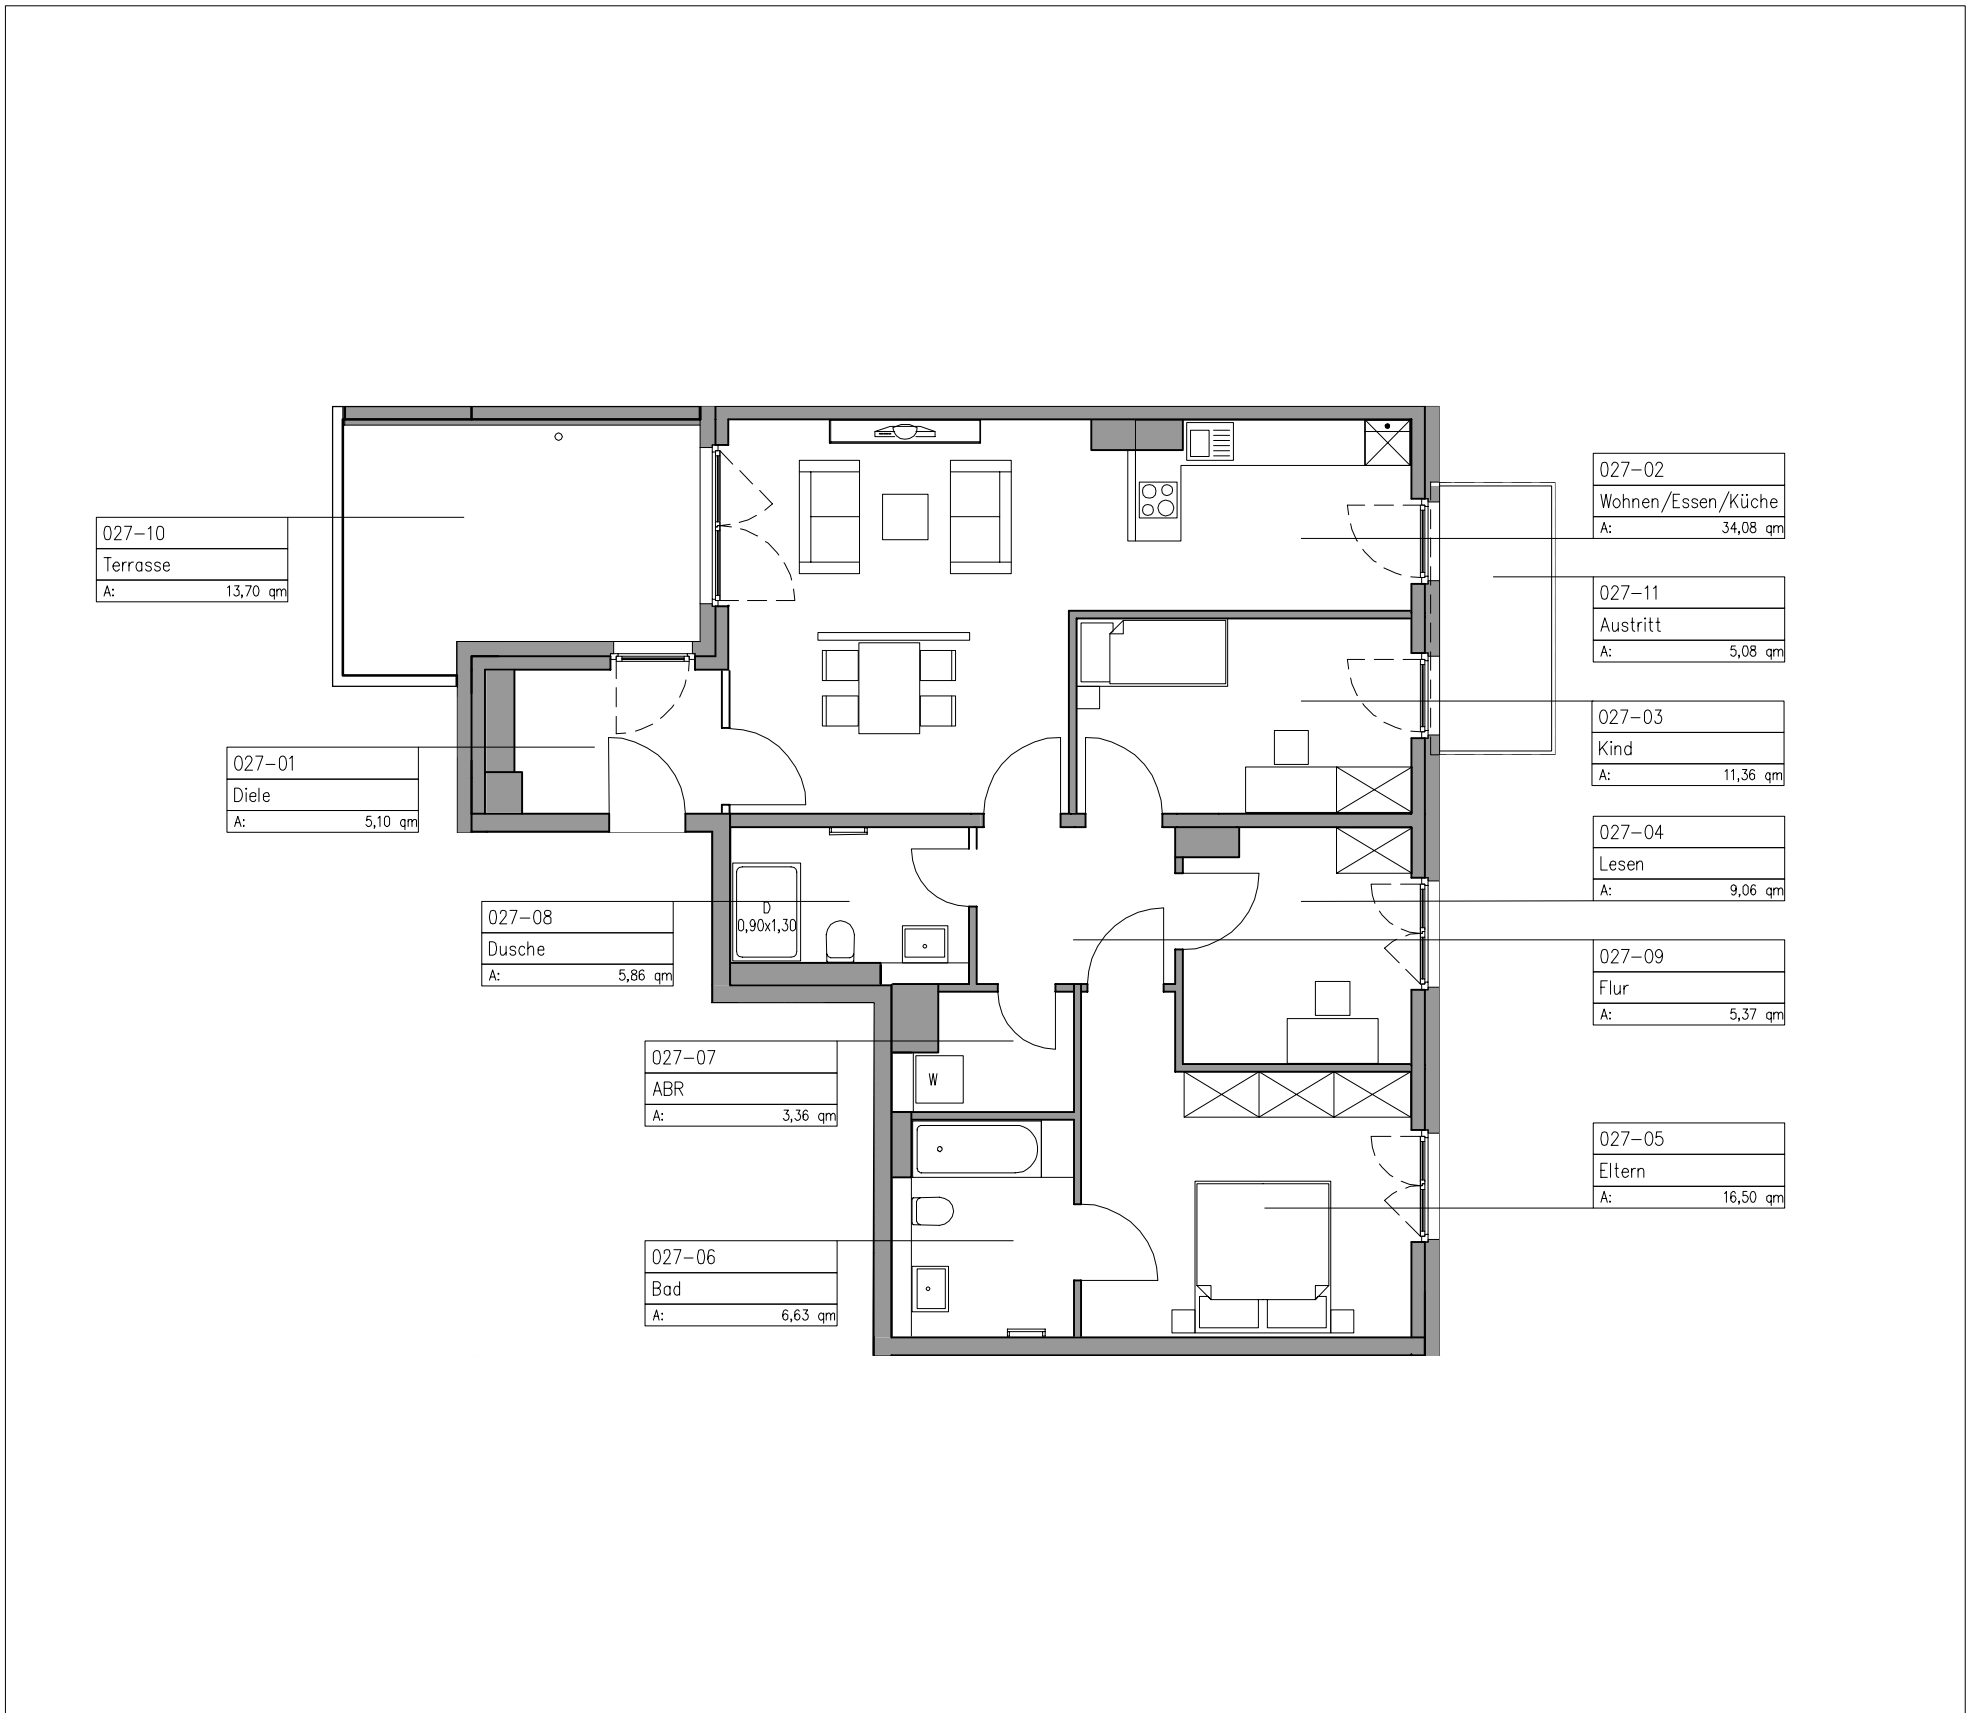 027-02
Wohnen/Essen/Küche
A: 34,08 qm
027-10
Terrasse
A: 13,70 qm
027-11
Austritt
A: 5,08 qm
027-03
Kind
A: 11,36 qm
027-01
Diele
A: 5,10 qm
027-04
Lesen
A: 9,06 qm
D
0,90x1,30
027-08
Dusche
A: 5,86 qm
027-09
Flur
A: 5,37 qm
027-07
ABR
A: 3,36 qm
W
027-05
Eltern
A: 16,50 qm
027-06
Bad
A: 6,63 qm